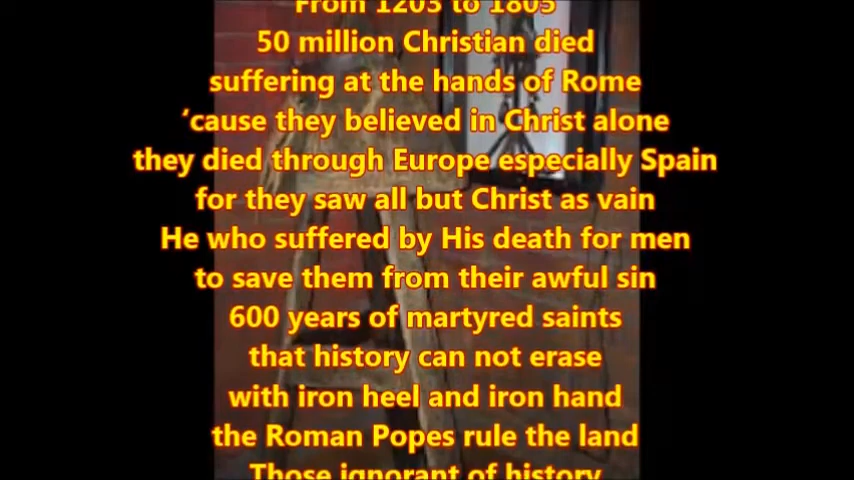 From 1203 to 1805
50 million Christian died
suffering at the hands of Rome
‘cause they believed in Christ alone
they died through Europe especially Spain
for they saw all but Christ as vain
He who suffered by His death for men
to save them from their awful sin
600 years of martyred saints
that history can not erase
with iron heel and iron hand
the Roman Popes rule the land
Those ignorant of history